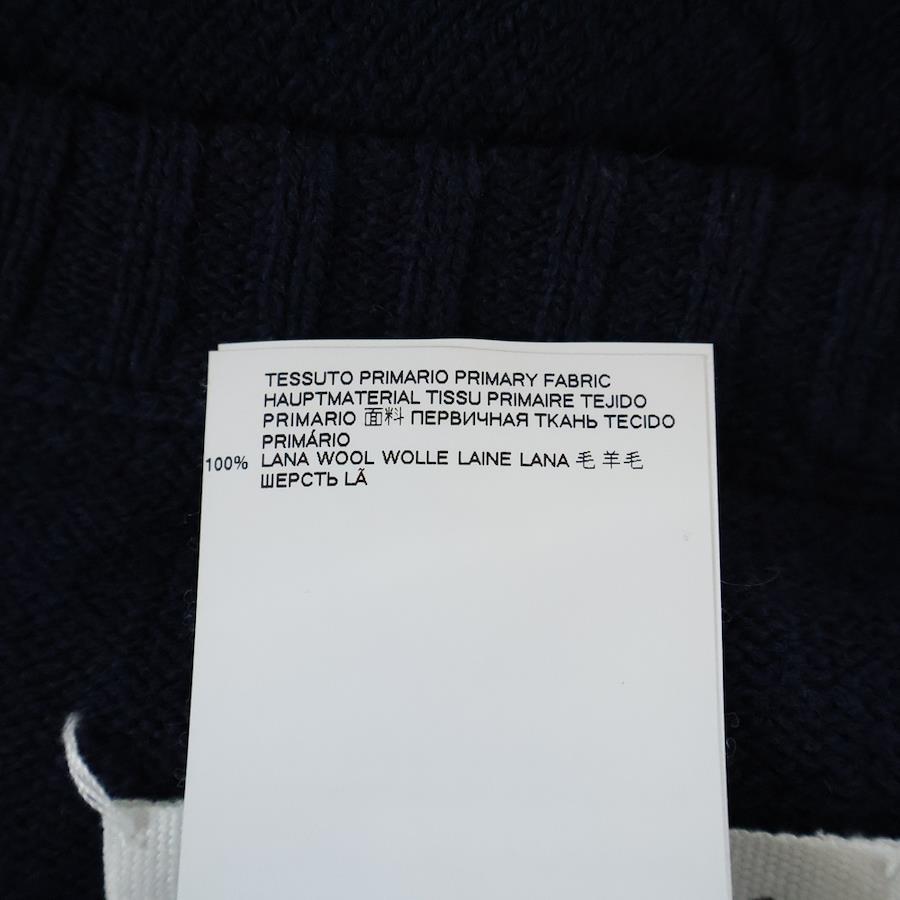 TESSUTO PRIMARIO PRIMARY FABRIC
HAUPTMATERIAL TISSU PRIMAIRE TEJIDO
PRIMARIO 面料 ПЕРВИЧНАЯ ТКАНЬ TECIDO
PRIMÁRIO
100% LANA WOOL WOLLE LAINE LANA 毛 羊毛
ШЕРСТЬ LÃ